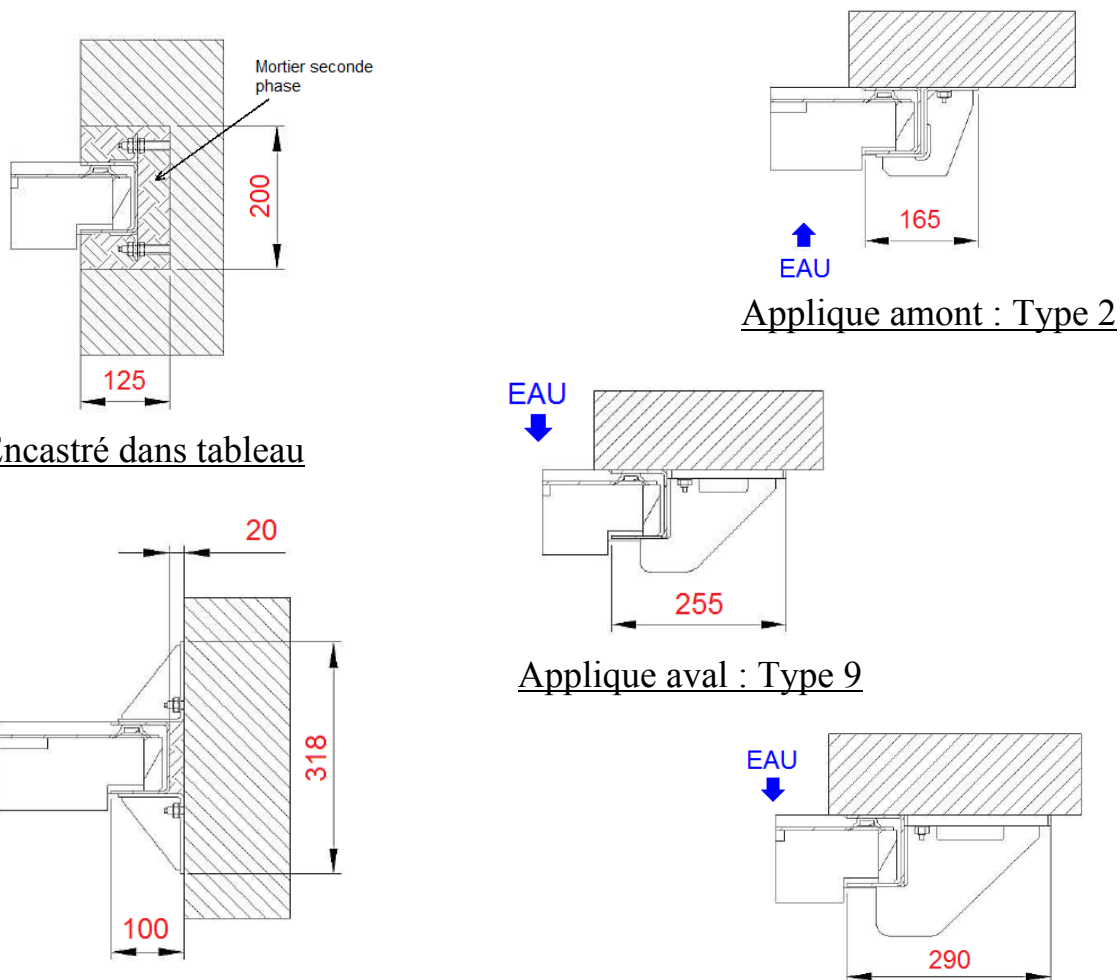 Mortier seconde
phase
200
125
Encastré dans tableau
165
EAU
Applique amont : Type 2
EAU
255
Applique aval : Type 9
20
318
100
EAU
290